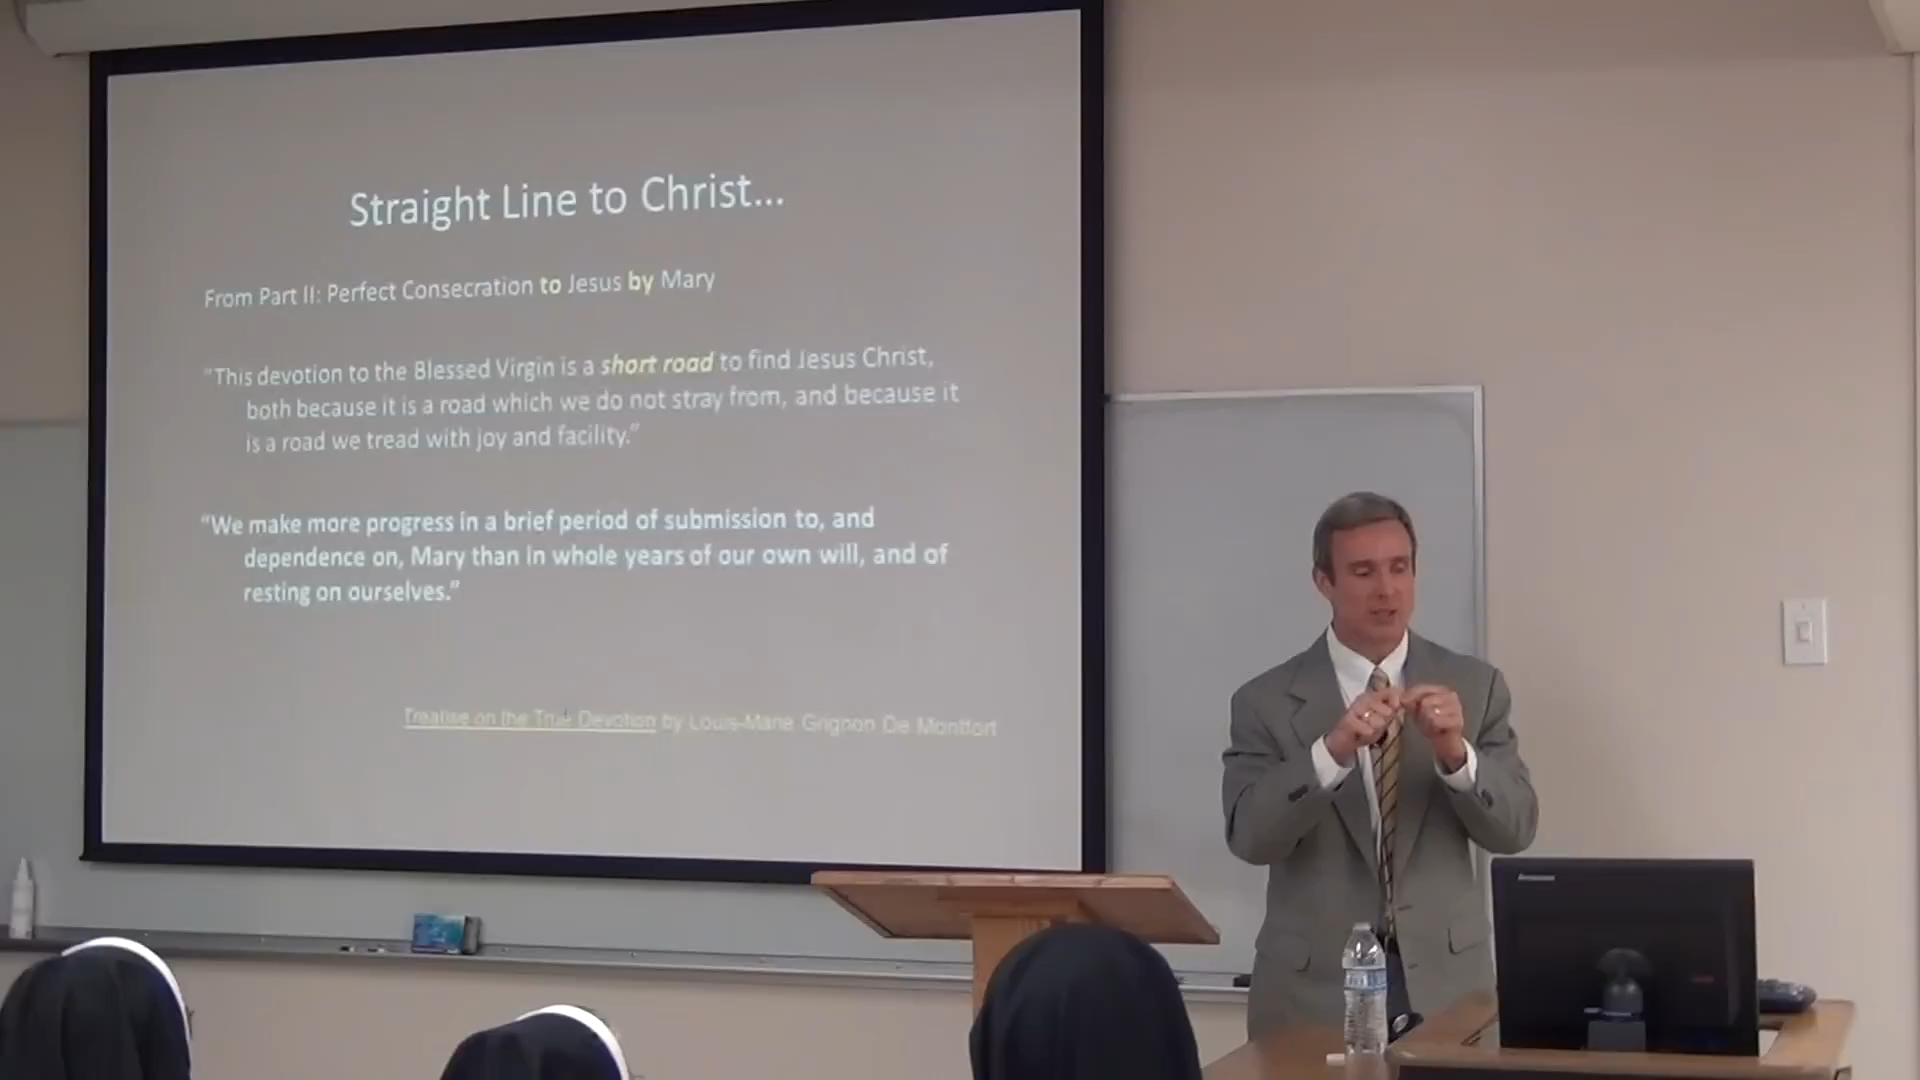 Straight Line to Christ...
From Part II: Perfect Consecration to Jesus by Mary
"This devotion to the Blessed Virgin is a short road to find Jesus Christ,
both because it is a road which we do not stray from, and because it
is a road we tread with joy and facility."
"We make more progress in a brief period of submission to, and
dependence on, Mary than in whole years of our own will, and of
resting on ourselves."
Treatise on the True Devotion by Louis-Marie Grignon De Montfort